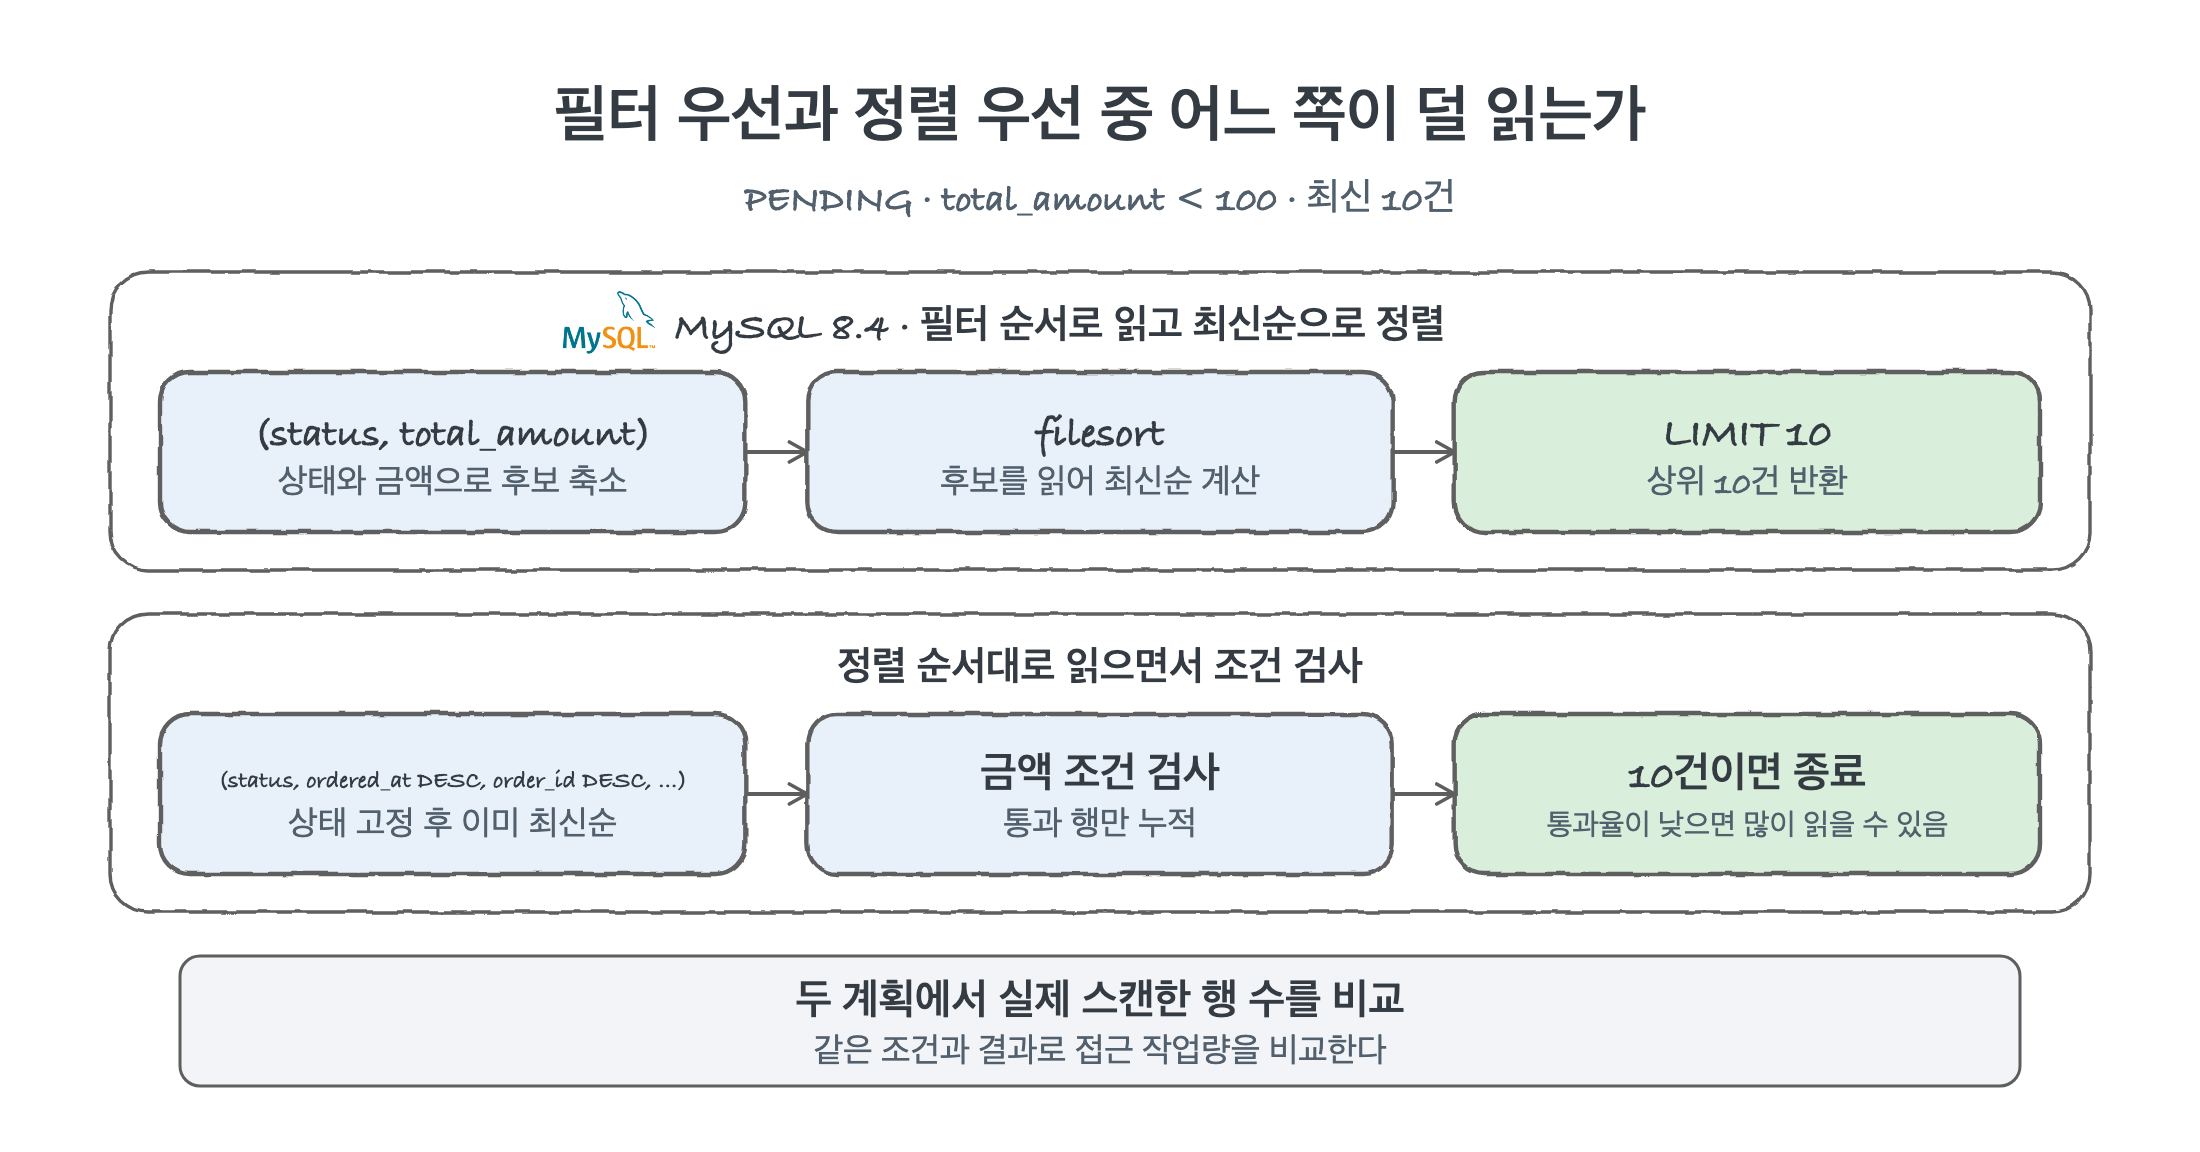 필터 우선과 정렬 우선 중 어느 쪽이 덜 읽는가
PENDING · total_amount < 100 · 최신 10건
MySQL™ MySQL 8.4 · 필터 순서로 읽고 최신순으로 정렬
(status, total_amount)
상태와 금액으로 후보 축소
filesort
후보를 읽어 최신순 계산
LIMIT 10
상위 10건 반환
정렬 순서대로 읽으면서 조건 검사
(status, ordered_at DESC, order_id DESC, ...)
상태 고정 후 이미 최신순
금액 조건 검사
통과 행만 누적
10건이면 종료
통과율이 낮으면 많이 읽을 수 있음
두 계획에서 실제 스캔한 행 수를 비교
같은 조건과 결과로 접근 작업량을 비교한다